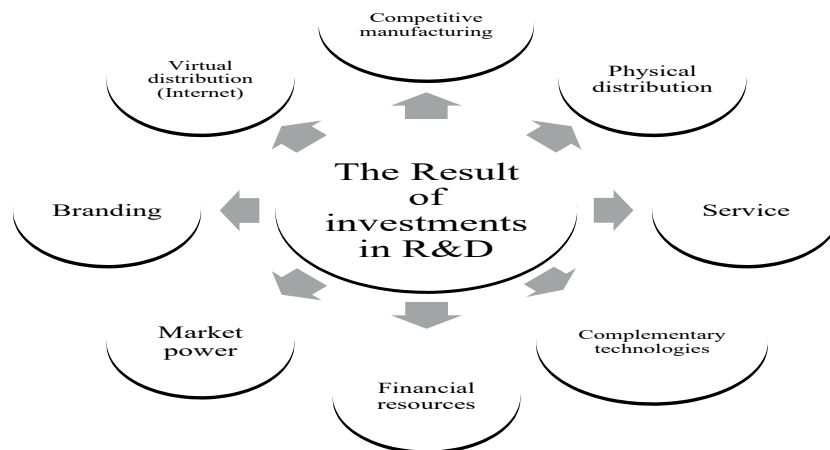 Competitive
manufacturing
Virtual
distribution
(Internet)
Physical
distribution
The Result
of
investments
in R&D
Branding
Service
Market
power
Complementary
technologies
Financial
resources